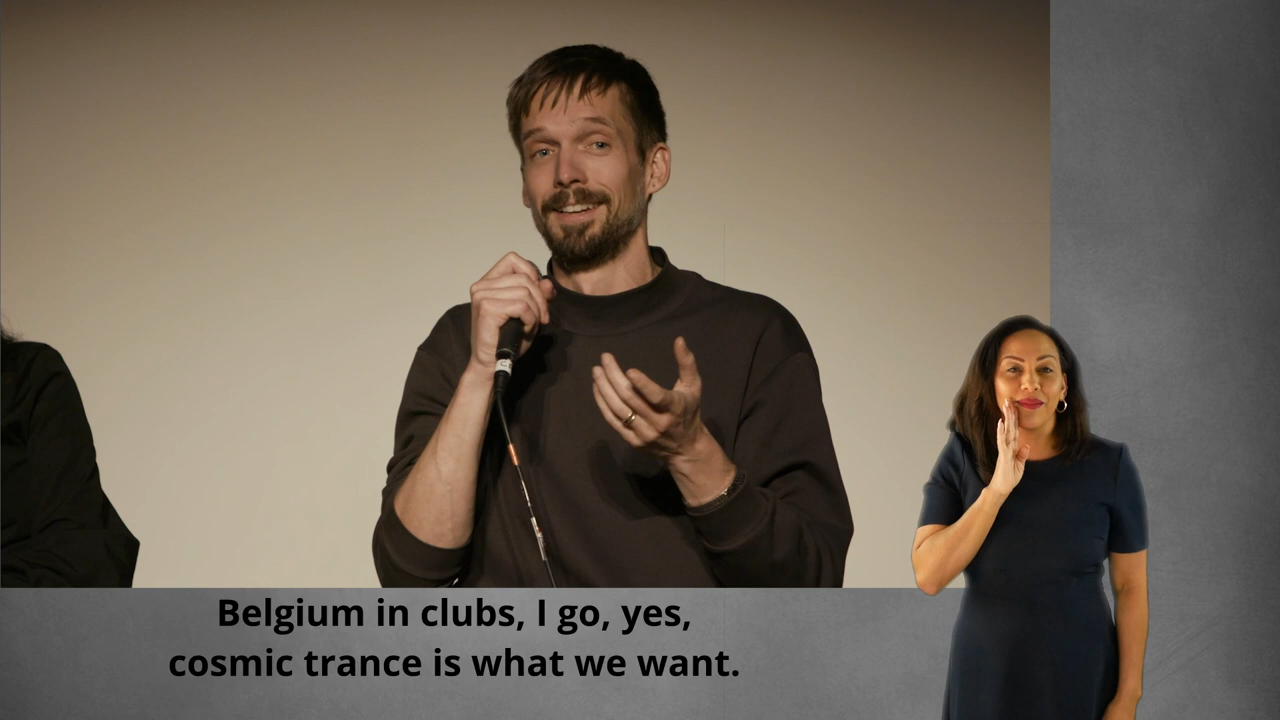 Belgium in clubs, I go, yes,
cosmic trance is what we want.